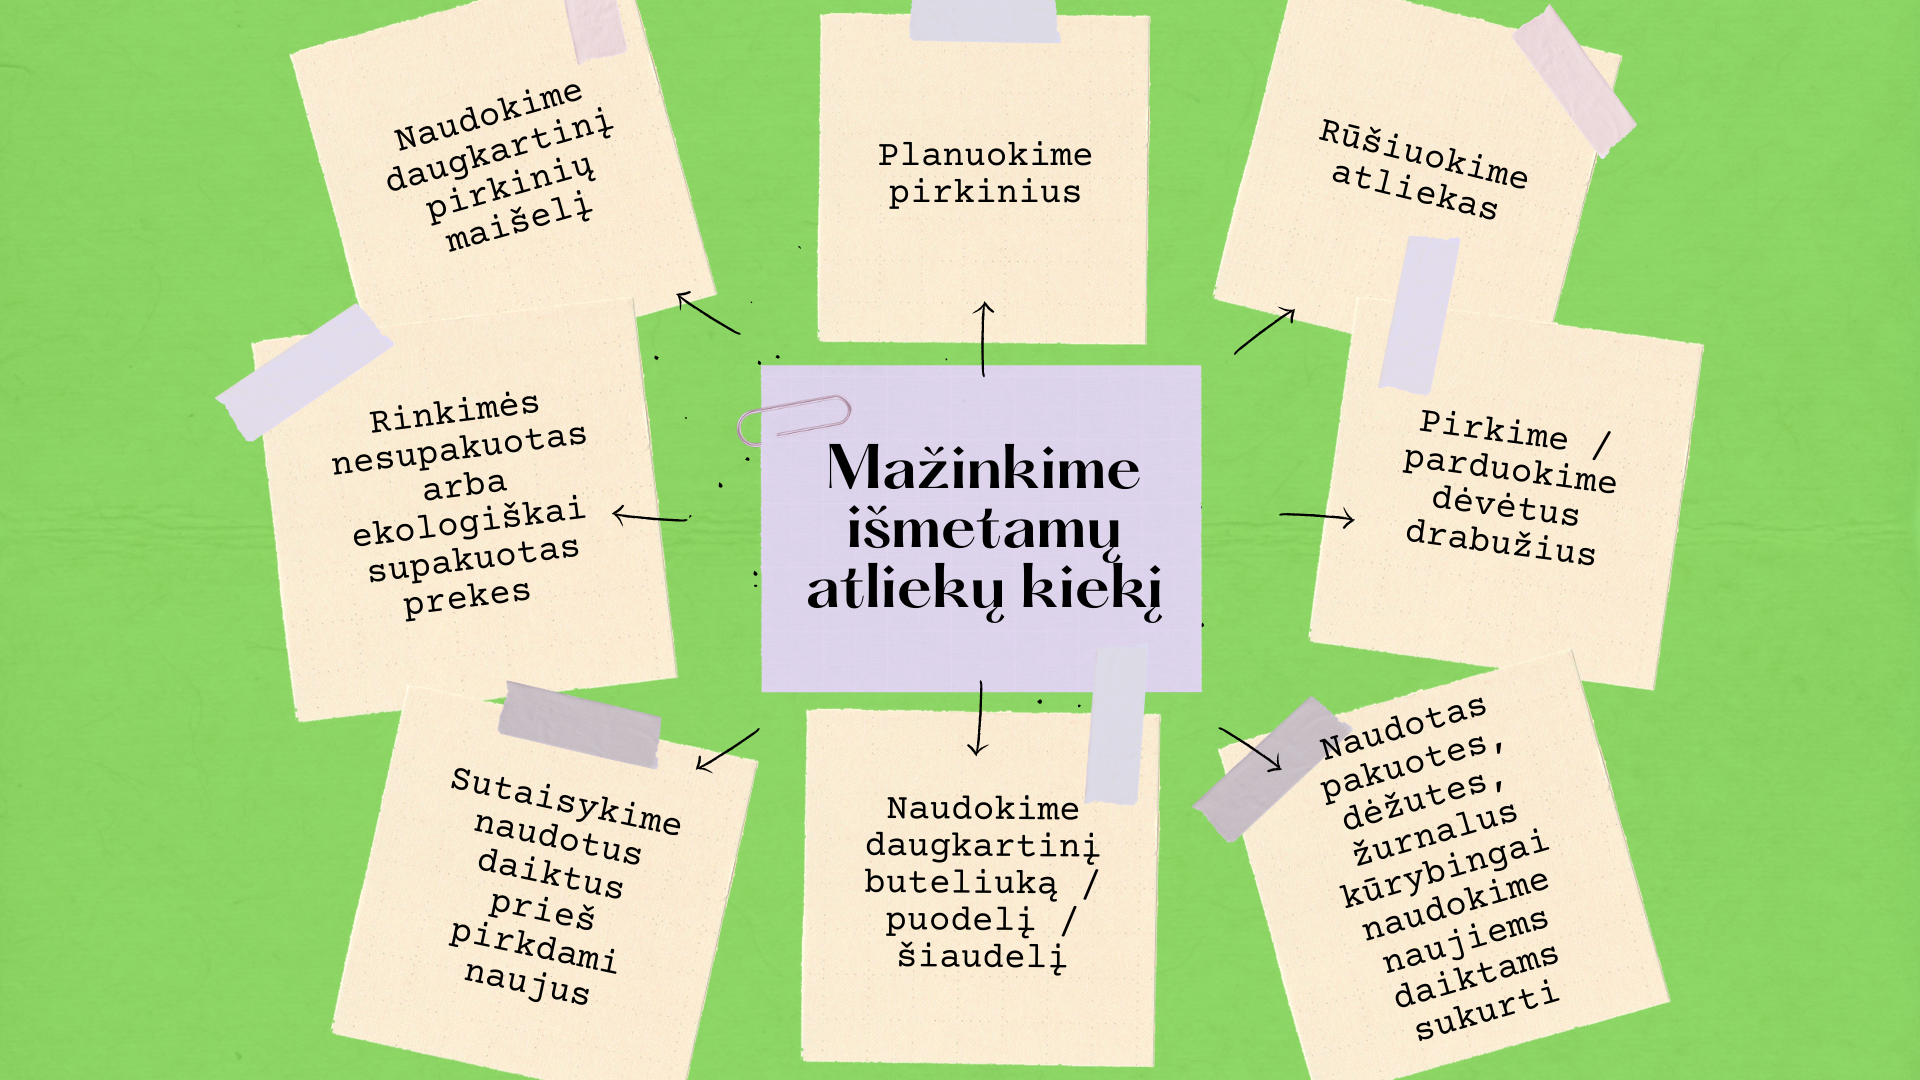 Naudokime
daugkartinį
pirkinių
maišelį
Planuokime
pirkinius
Rūšiuokime
atliekas
Rinkimės
nesupakuotas
arba
ekologiškai
supakuotas
prekes
Mažinkime
išmetamų
atliekų kiekį
Pirkime /
parduokime
dėvėtus
drabužius
Sutaisykime
naudotus
daiktus
prieš
pirkdami
naujus
Naudokime
daugkartinį
buteliuką /
puodelį /
šiaudelį
Naudotas
pakuotes,
dėžutes,
žurnalus
kūrybingai
naudokime
naujiems
daiktams
sukurti